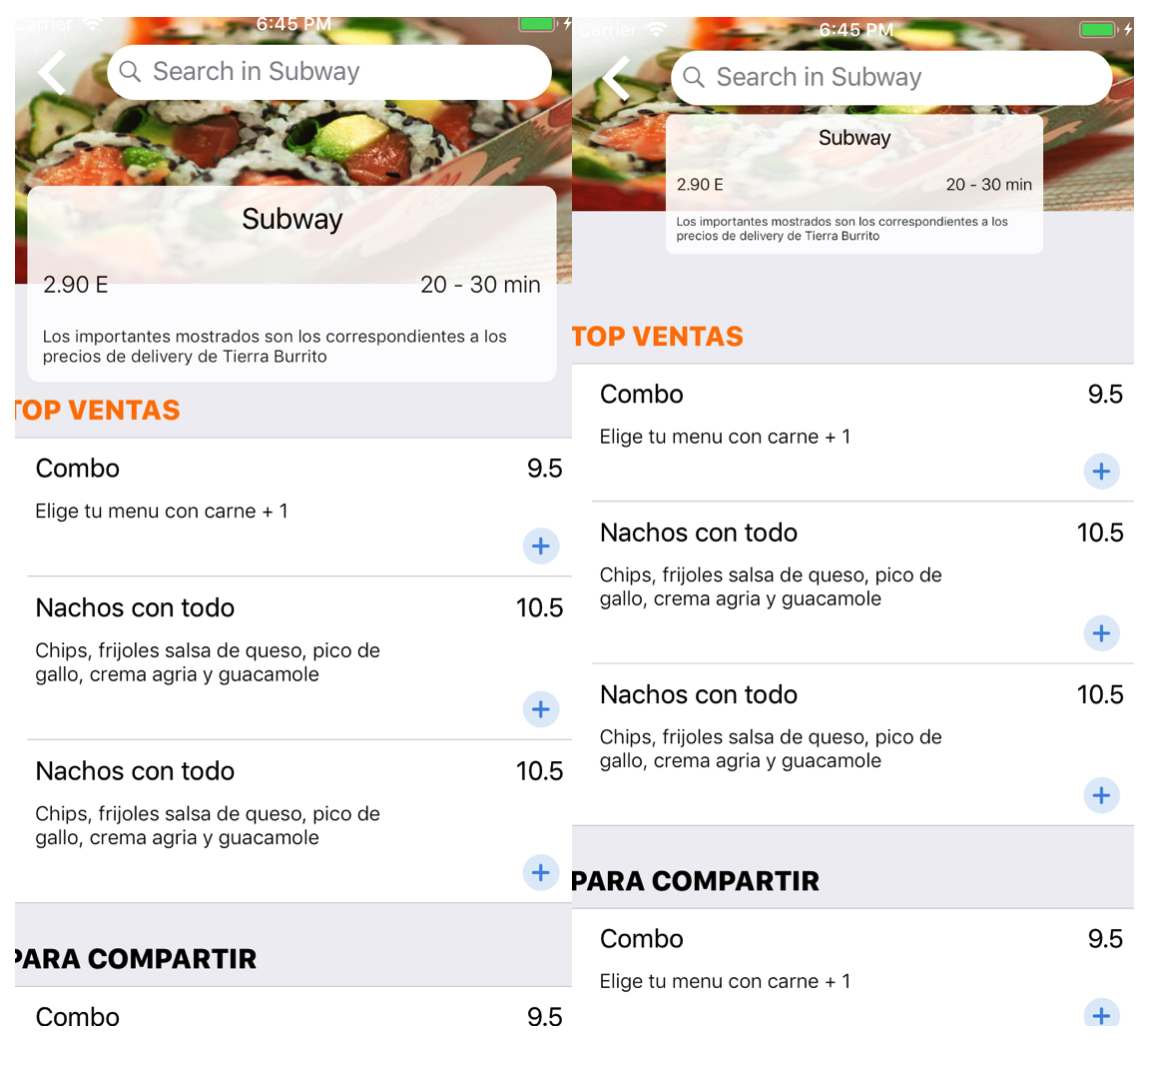 Carrier
6:45 PM
Search in Subway
Subway
2.90 E
20 - 30 min
Los importantes mostrados son los correspondientes a los
precios de delivery de Tierra Burrito
TOP VENTAS
Combo
9.5
Elige tu menu con carne + 1
Nachos con todo
10.5
Chips, frijoles salsa de queso, pico de
gallo, crema agria y guacamole
Nachos con todo
10.5
Chips, frijoles salsa de queso, pico de
gallo, crema agria y guacamole
PARA COMPARTIR
Combo
9.5
Carrier
6:45 PM
Search in Subway
Subway
2.90 E
20 - 30 min
Los importantes mostrados son los correspondientes a los
precios de delivery de Tierra Burrito
TOP VENTAS
Combo
9.5
Elige tu menu con carne + 1
Nachos con todo
10.5
Chips, frijoles salsa de queso, pico de
gallo, crema agria y guacamole
Nachos con todo
10.5
Chips, frijoles salsa de queso, pico de
gallo, crema agria y guacamole
PARA COMPARTIR
Combo
9.5
Elige tu menu con carne + 1